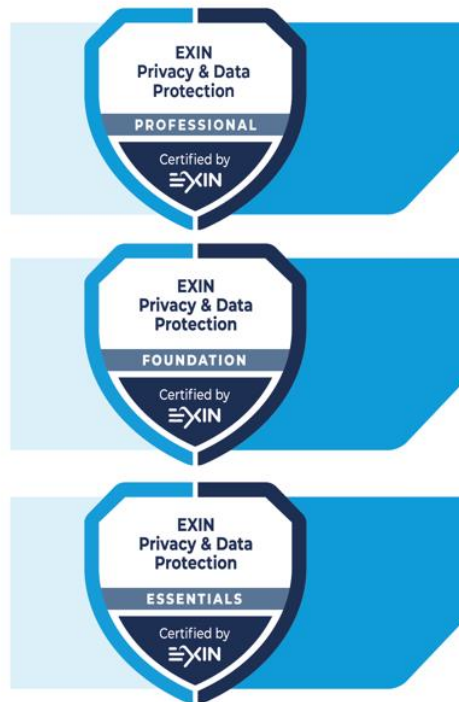 EXIN
Privacy & Data
Protection
PROFESSIONAL
Certified by
EXIN
EXIN
Privacy & Data
Protection
FOUNDATION
Certified by
EXIN
EXIN
Privacy & Data
Protection
ESSENTIALS
Certified by
EXIN